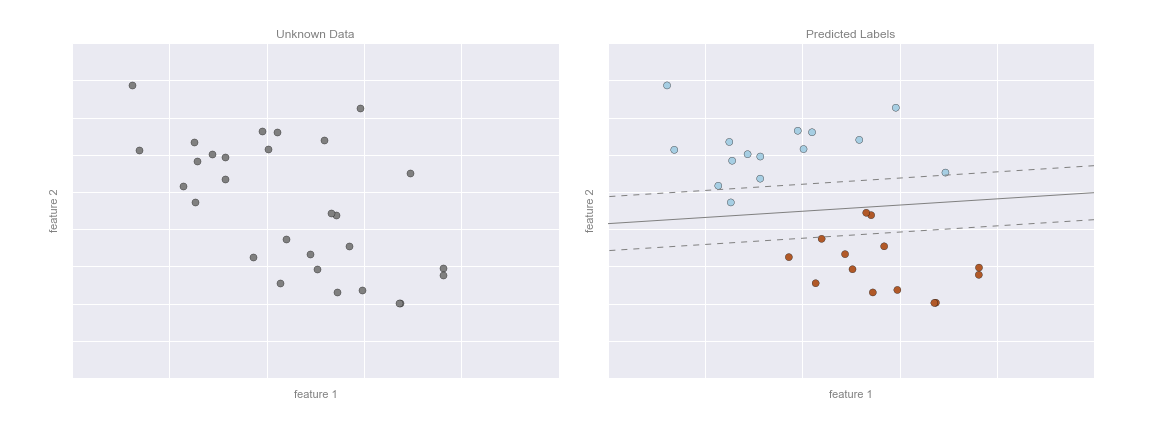 Unknown Data
Predicted Labels
feature 2
feature 2
feature 1
feature 1